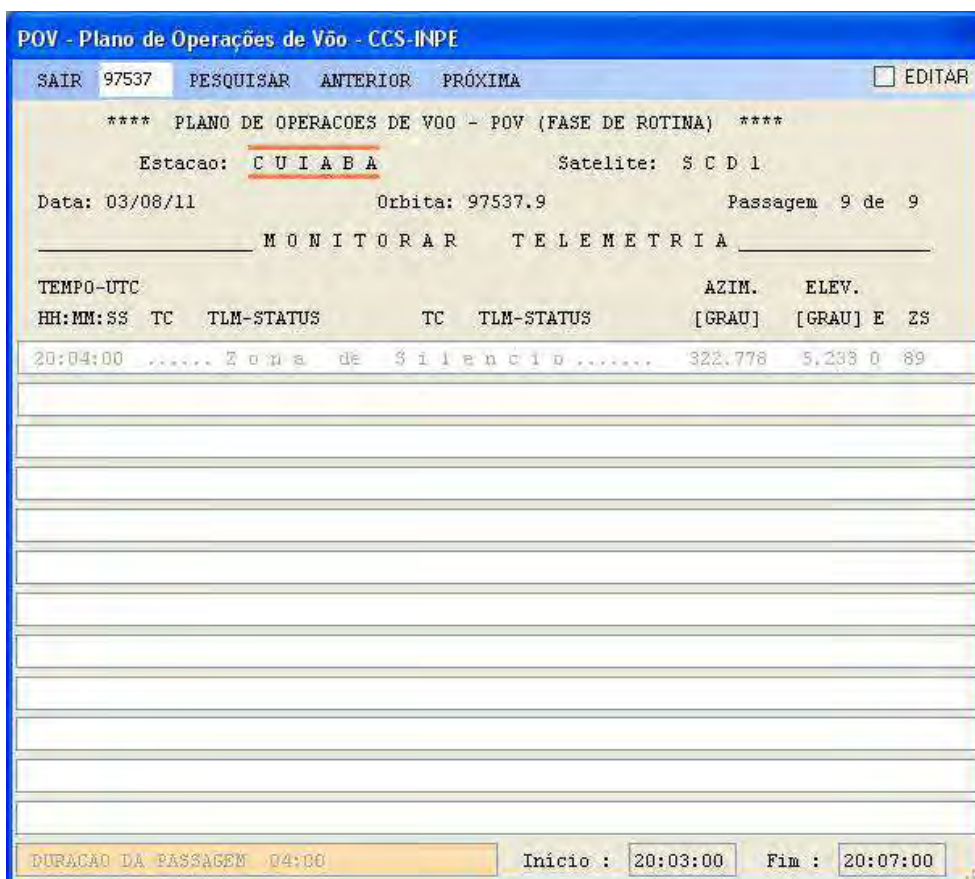 POV - Plano de Operações de Vôo - CCS-INPE
SAIR 97537 PESQUISAR ANTERIOR PRÓXIMA EDITAR
**** PLANO DE OPERACOES DE VOO - POV (FASE DE ROTINA) ****
Estacao: C U I A B A Satelite: S C D 1
Data: 03/08/11 Orbita: 97537.9 Passagem 9 de 9
M O N I T O R A R T E L E M E T R I A
TEMPO-UTC AZIM. ELEV.
HH:MM:SS TC TLM-STATUS TC TLM-STATUS [GRAU] [GRAU] E ZS
20:04:00 ...... Z o n a de S i l e n c i o ....... 322.778 5.233 0 89
DURACAO DA PASSAGEM 04:00 Início : 20:03:00 Fim : 20:07:00